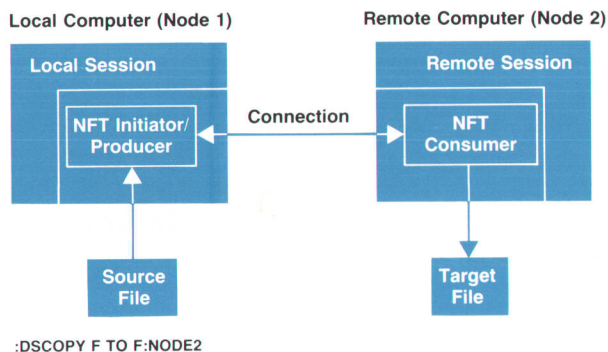 Local Computer (Node 1)
Remote Computer (Node 2)
Local Session
Remote Session
NFT Initiator/
Producer
Connection
NFT
Consumer
Source
File
Target
File
:DSCOPY F TO F:NODE2